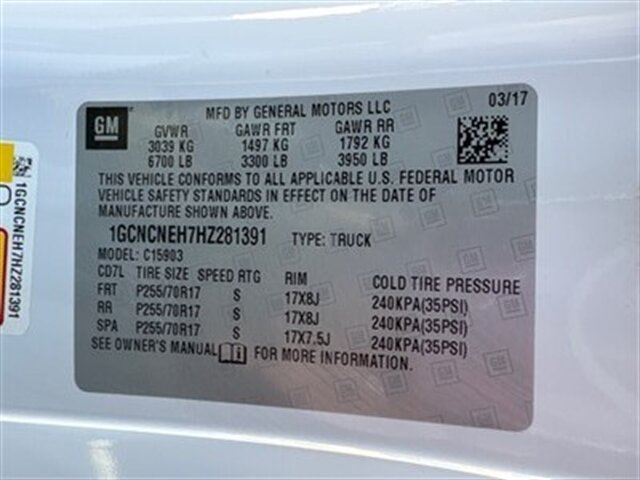 GM
MFD BY GENERAL MOTORS LLC 03/17
GVWR GAWR FRT GAWR RR
3039 KG 1497 KG 1792 KG
6700 LB 3300 LB 3950 LB
THIS VEHICLE CONFORMS TO ALL APPLICABLE U.S. FEDERAL MOTOR
VEHICLE SAFETY STANDARDS IN EFFECT ON THE DATE OF
MANUFACTURE SHOWN ABOVE.
1GCNCNEH7HZ281391 TYPE: TRUCK
MODEL: C15903
CD7L TIRE SIZE SPEED RTG RIM COLD TIRE PRESSURE
FRT P255/70R17 S 17X8J 240KPA(35PSI)
RR P255/70R17 S 17X8J 240KPA(35PSI)
SPA P255/70R17 S 17X7.5J 240KPA(35PSI)
SEE OWNER'S MANUAL FOR MORE INFORMATION.
1GCNCNEH7HZ281391